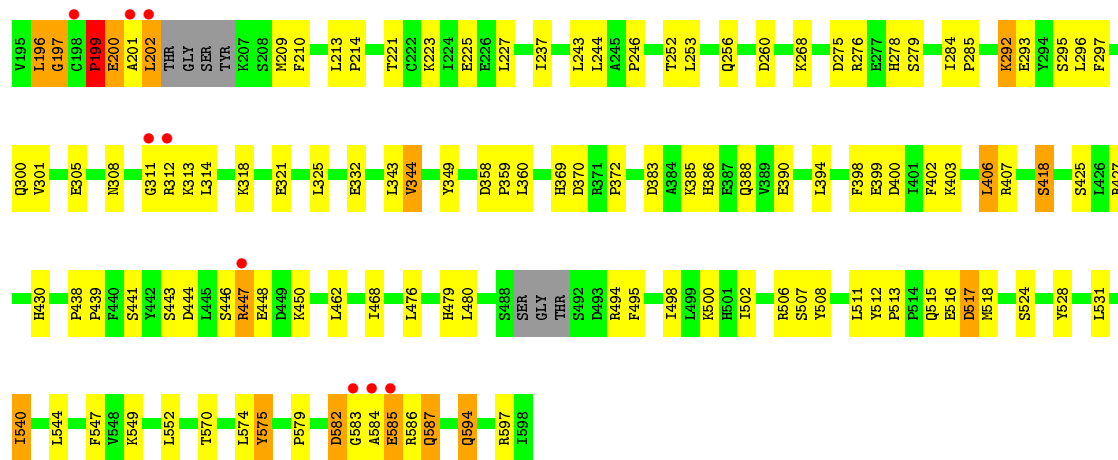 V195 L196 G197 C198 P199 E200 A201 L202 THR GLY SER TYR K207 S208 M209 F210 L213 P214 T221 C222 K223 I224 E225 E226 L227 I237 L243 L244 A245 P246 T252 L253 Q256 D260 K268 D275 R276 E277 H278 S279 I284 P285 K292 E293 Y294 S295 L296 F297
Q300 V301 E305 N308 G311 R312 K313 L314 K318 E321 L325 E332 L343 V344 Y349 D358 P359 L360 H369 D370 R371 P372 D383 A384 K385 H386 E387 Q388 V389 E390 L394 F398 E399 D400 I401 F402 K403 L406 R407 S418 S425 L426
H430 P438 P439 F440 S441 Y442 S443 D444 L445 S446 R447 E448 D449 K450 L462 I468 L476 H479 L480 S488 SER GLY THR S492 D493 R494 F495 I498 L499 K500 H501 I502 R506 S507 Y508 L511 Y512 P513 P514 Q515 E516 D517 M518 S524 Y528 L531
I540 L544 F547 V548 K549 L552 T570 L574 Y575 P579 D582 G583 A584 E585 R586 Q587 Q594 R597 I598